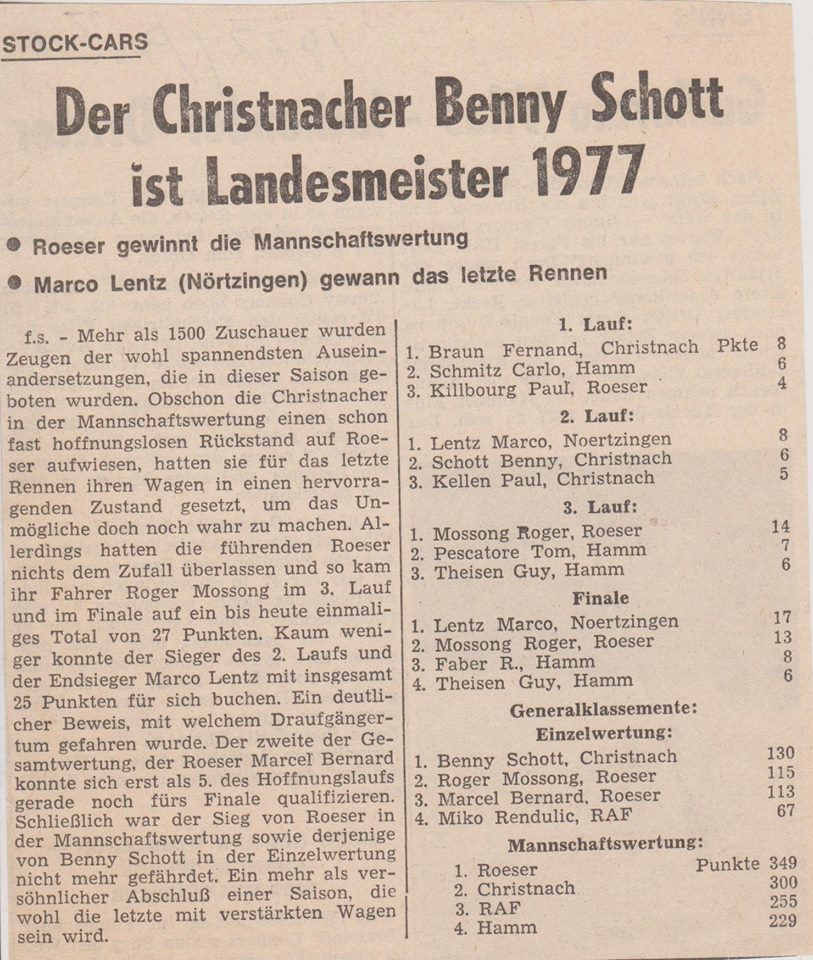 STOCK-CARS
Der Christnacher Benny Schott
ist Landesmeister 1977
● Roeser gewinnt die Mannschaftswertung
● Marco Lentz (Nörtzingen) gewann das letzte Rennen
f.s. - Mehr als 1500 Zuschauer wurden
Zeugen der wohl spannendsten Ausein-
andersetzungen, die in dieser Saison ge-
boten wurden. Obschon die Christnacher
in der Mannschaftswertung einen schon
fast hoffnungslosen Rückstand auf Roe-
ser aufwiesen, hatten sie für das letzte
Rennen ihren Wagen in einen hervorra-
genden Zustand gesetzt, um das Un-
mögliche doch noch wahr zu machen. Al-
lerdings hatten die führenden Roeser
nichts dem Zufall überlassen und so kam
ihr Fahrer Roger Mossong im 3. Lauf
und im Finale auf ein bis heute einmali-
ges Total von 27 Punkten. Kaum weni-
ger konnte der Sieger des 2. Laufs und
der Endsieger Marco Lentz mit insgesamt
25 Punkten für sich buchen. Ein deutli-
cher Beweis, mit welchem Draufgänger-
tum gefahren wurde. Der zweite der Ge-
samtwertung, der Roeser Marcel Bernard
konnte sich erst als 5. des Hoffnungslaufs
gerade noch fürs Finale qualifizieren.
Schließlich war der Sieg von Roeser in
der Mannschaftswertung sowie derjenige
von Benny Schott in der Einzelwertung
nicht mehr gefährdet. Ein mehr als ver-
söhnlicher Abschluß einer Saison, die
wohl die letzte mit verstärkten Wagen
sein wird.
1. Lauf:
1. Braun Fernand, Christnach Pkte 8
2. Schmitz Carlo, Hamm 6
3. Killbourg Paul, Roeser 4
2. Lauf:
1. Lentz Marco, Noertzingen 8
2. Schott Benny, Christnach 6
3. Kellen Paul, Christnach 5
3. Lauf:
1. Mossong Roger, Roeser 14
2. Pescatore Tom, Hamm 7
3. Theisen Guy, Hamm 6
Finale
1. Lentz Marco, Noertzingen 17
2. Mossong Roger, Roeser 13
3. Faber R., Hamm 8
4. Theisen Guy, Hamm 6
Generalklassemente:
Einzelwertung:
1. Benny Schott, Christnach 130
2. Roger Mossong, Roeser 115
3. Marcel Bernard, Roeser 113
4. Miko Rendulic, RAF 67
Mannschaftswertung:
1. Roeser Punkte 349
2. Christnach 300
3. RAF 255
4. Hamm 229